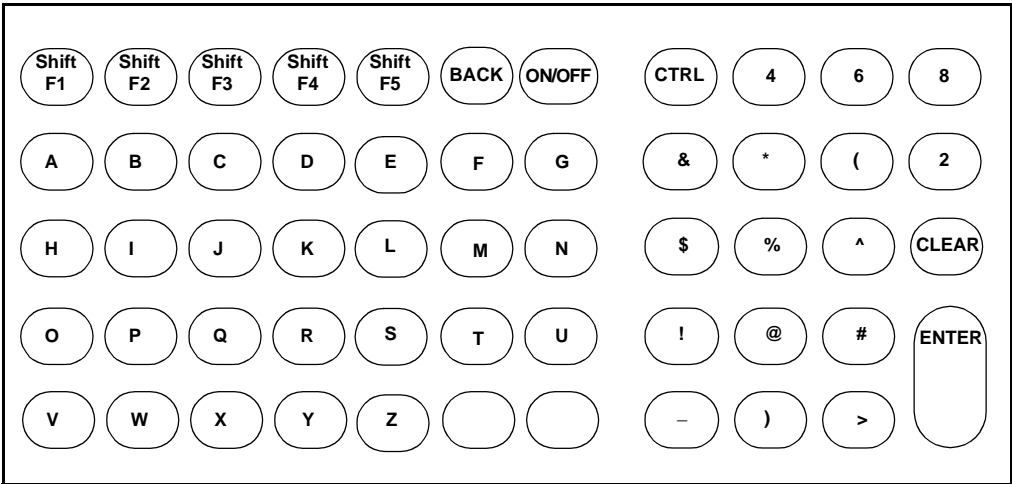 Shift F1 Shift F2 Shift F3 Shift F4 Shift F5 BACK ON/OFF CTRL 4 6 8
A B C D E F G & * ( 2
H I J K L M N $ % ^ CLEAR
O P Q R S T U ! @ # ENTER
V W X Y Z _ ) >